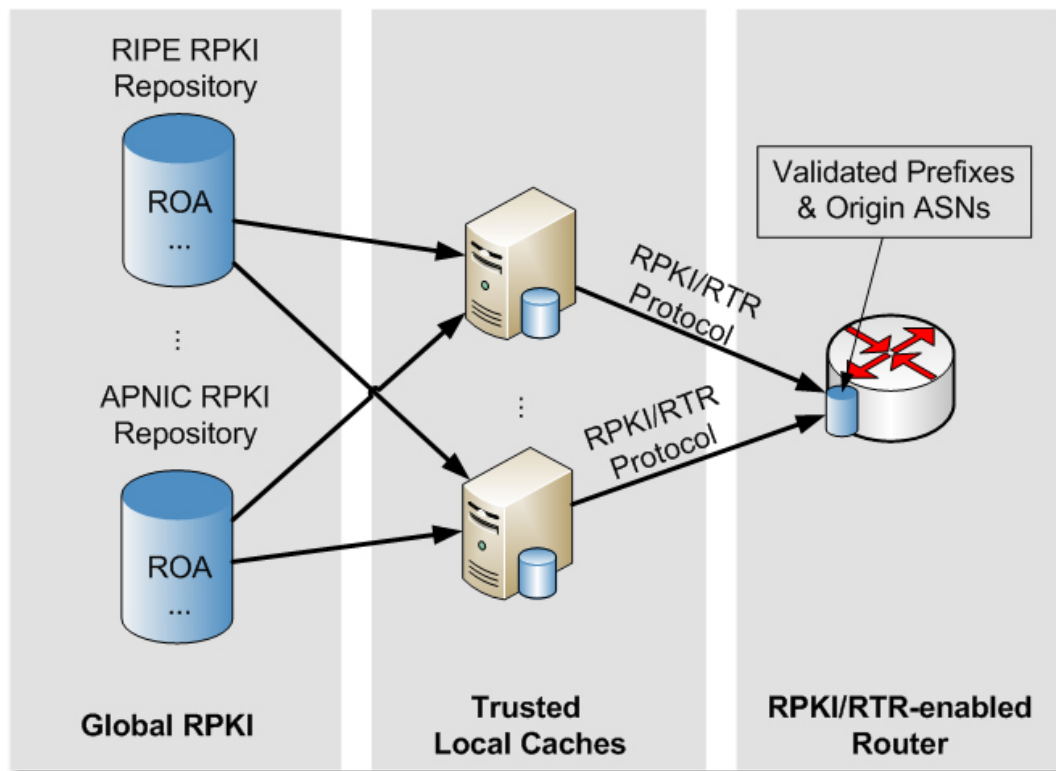 RIPE RPKI
Repository
ROA
...
...
APNIC RPKI
Repository
ROA
...
Global RPKI
...
Trusted
Local Caches
RPKI/RTR
Protocol
RPKI/RTR
Protocol
Validated Prefixes
& Origin ASNs
RPKI/RTR-enabled
Router